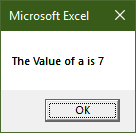 Microsoft Excel
The Value of a is 7
OK